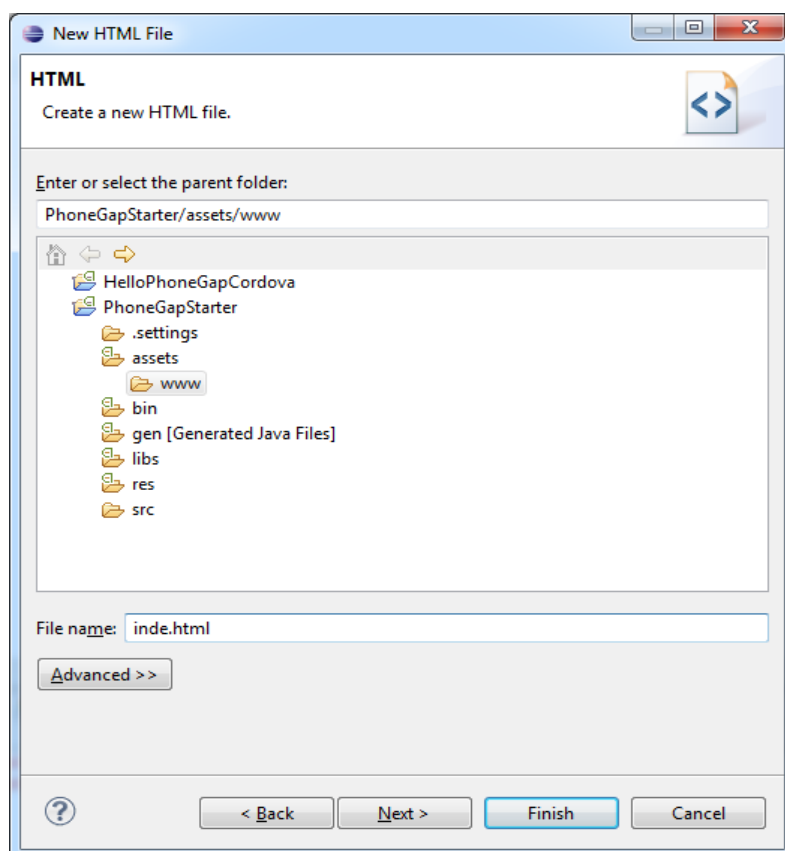 New HTML File
HTML
Create a new HTML file.
Enter or select the parent folder:
PhoneGapStarter/assets/www
HelloPhoneGapCordova
PhoneGapStarter
.settings
assets
www
bin
gen [Generated Java Files]
libs
res
src
File name: inde.html
Advanced >>
? < Back Next > Finish Cancel